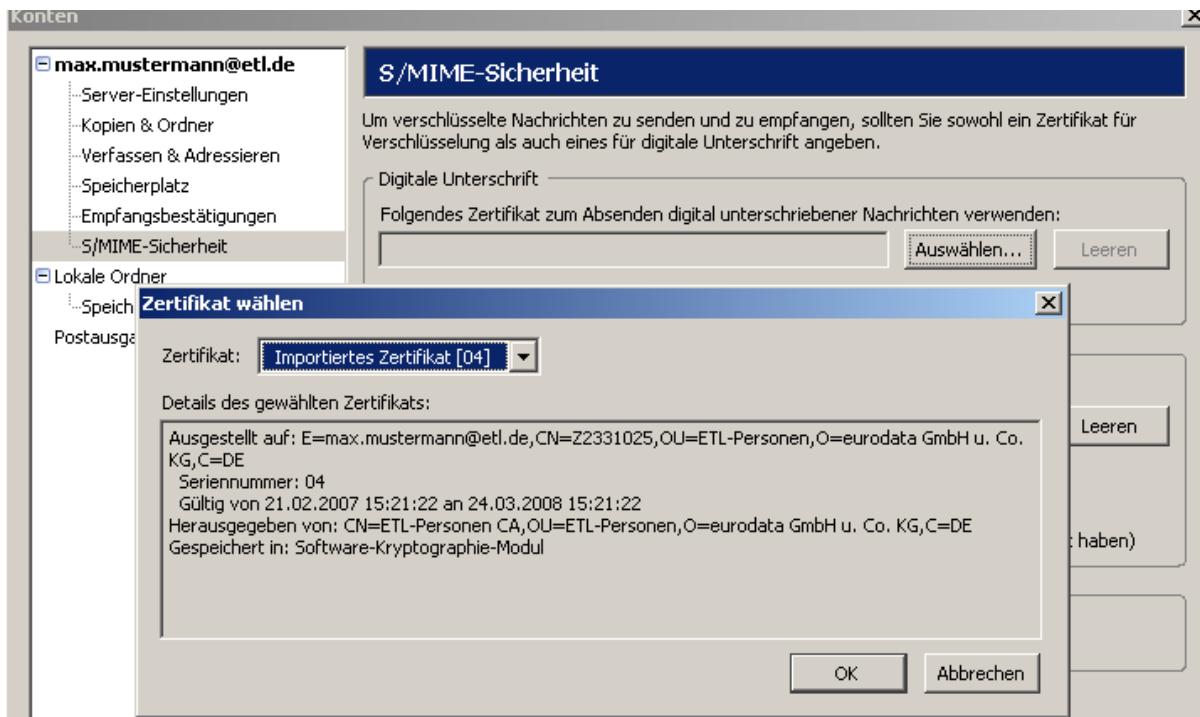 Konten
max.mustermann@etl.de
Server-Einstellungen
Kopien & Ordner
Verfassen & Adressieren
Speicherplatz
Empfangsbestätigungen
S/MIME-Sicherheit
Lokale Ordner
Speich
Postausga
S/MIME-Sicherheit
Um verschlüsselte Nachrichten zu senden und zu empfangen, sollten Sie sowohl ein Zertifikat für
Verschlüsselung als auch eines für digitale Unterschrift angeben.
Digitale Unterschrift
Folgendes Zertifikat zum Absenden digital unterschriebener Nachrichten verwenden:
Auswählen... Leeren
Leeren
t haben)
Zertifikat wählen
Zertifikat: Importiertes Zertifikat [04]
Details des gewählten Zertifikats:
Ausgestellt auf: E=max.mustermann@etl.de,CN=Z2331025,OU=ETL-Personen,O=eurodata GmbH u. Co.
KG,C=DE
Seriennummer: 04
Gültig von 21.02.2007 15:21:22 an 24.03.2008 15:21:22
Herausgegeben von: CN=ETL-Personen CA,OU=ETL-Personen,O=eurodata GmbH u. Co. KG,C=DE
Gespeichert in: Software-Kryptographie-Modul
OK Abbrechen